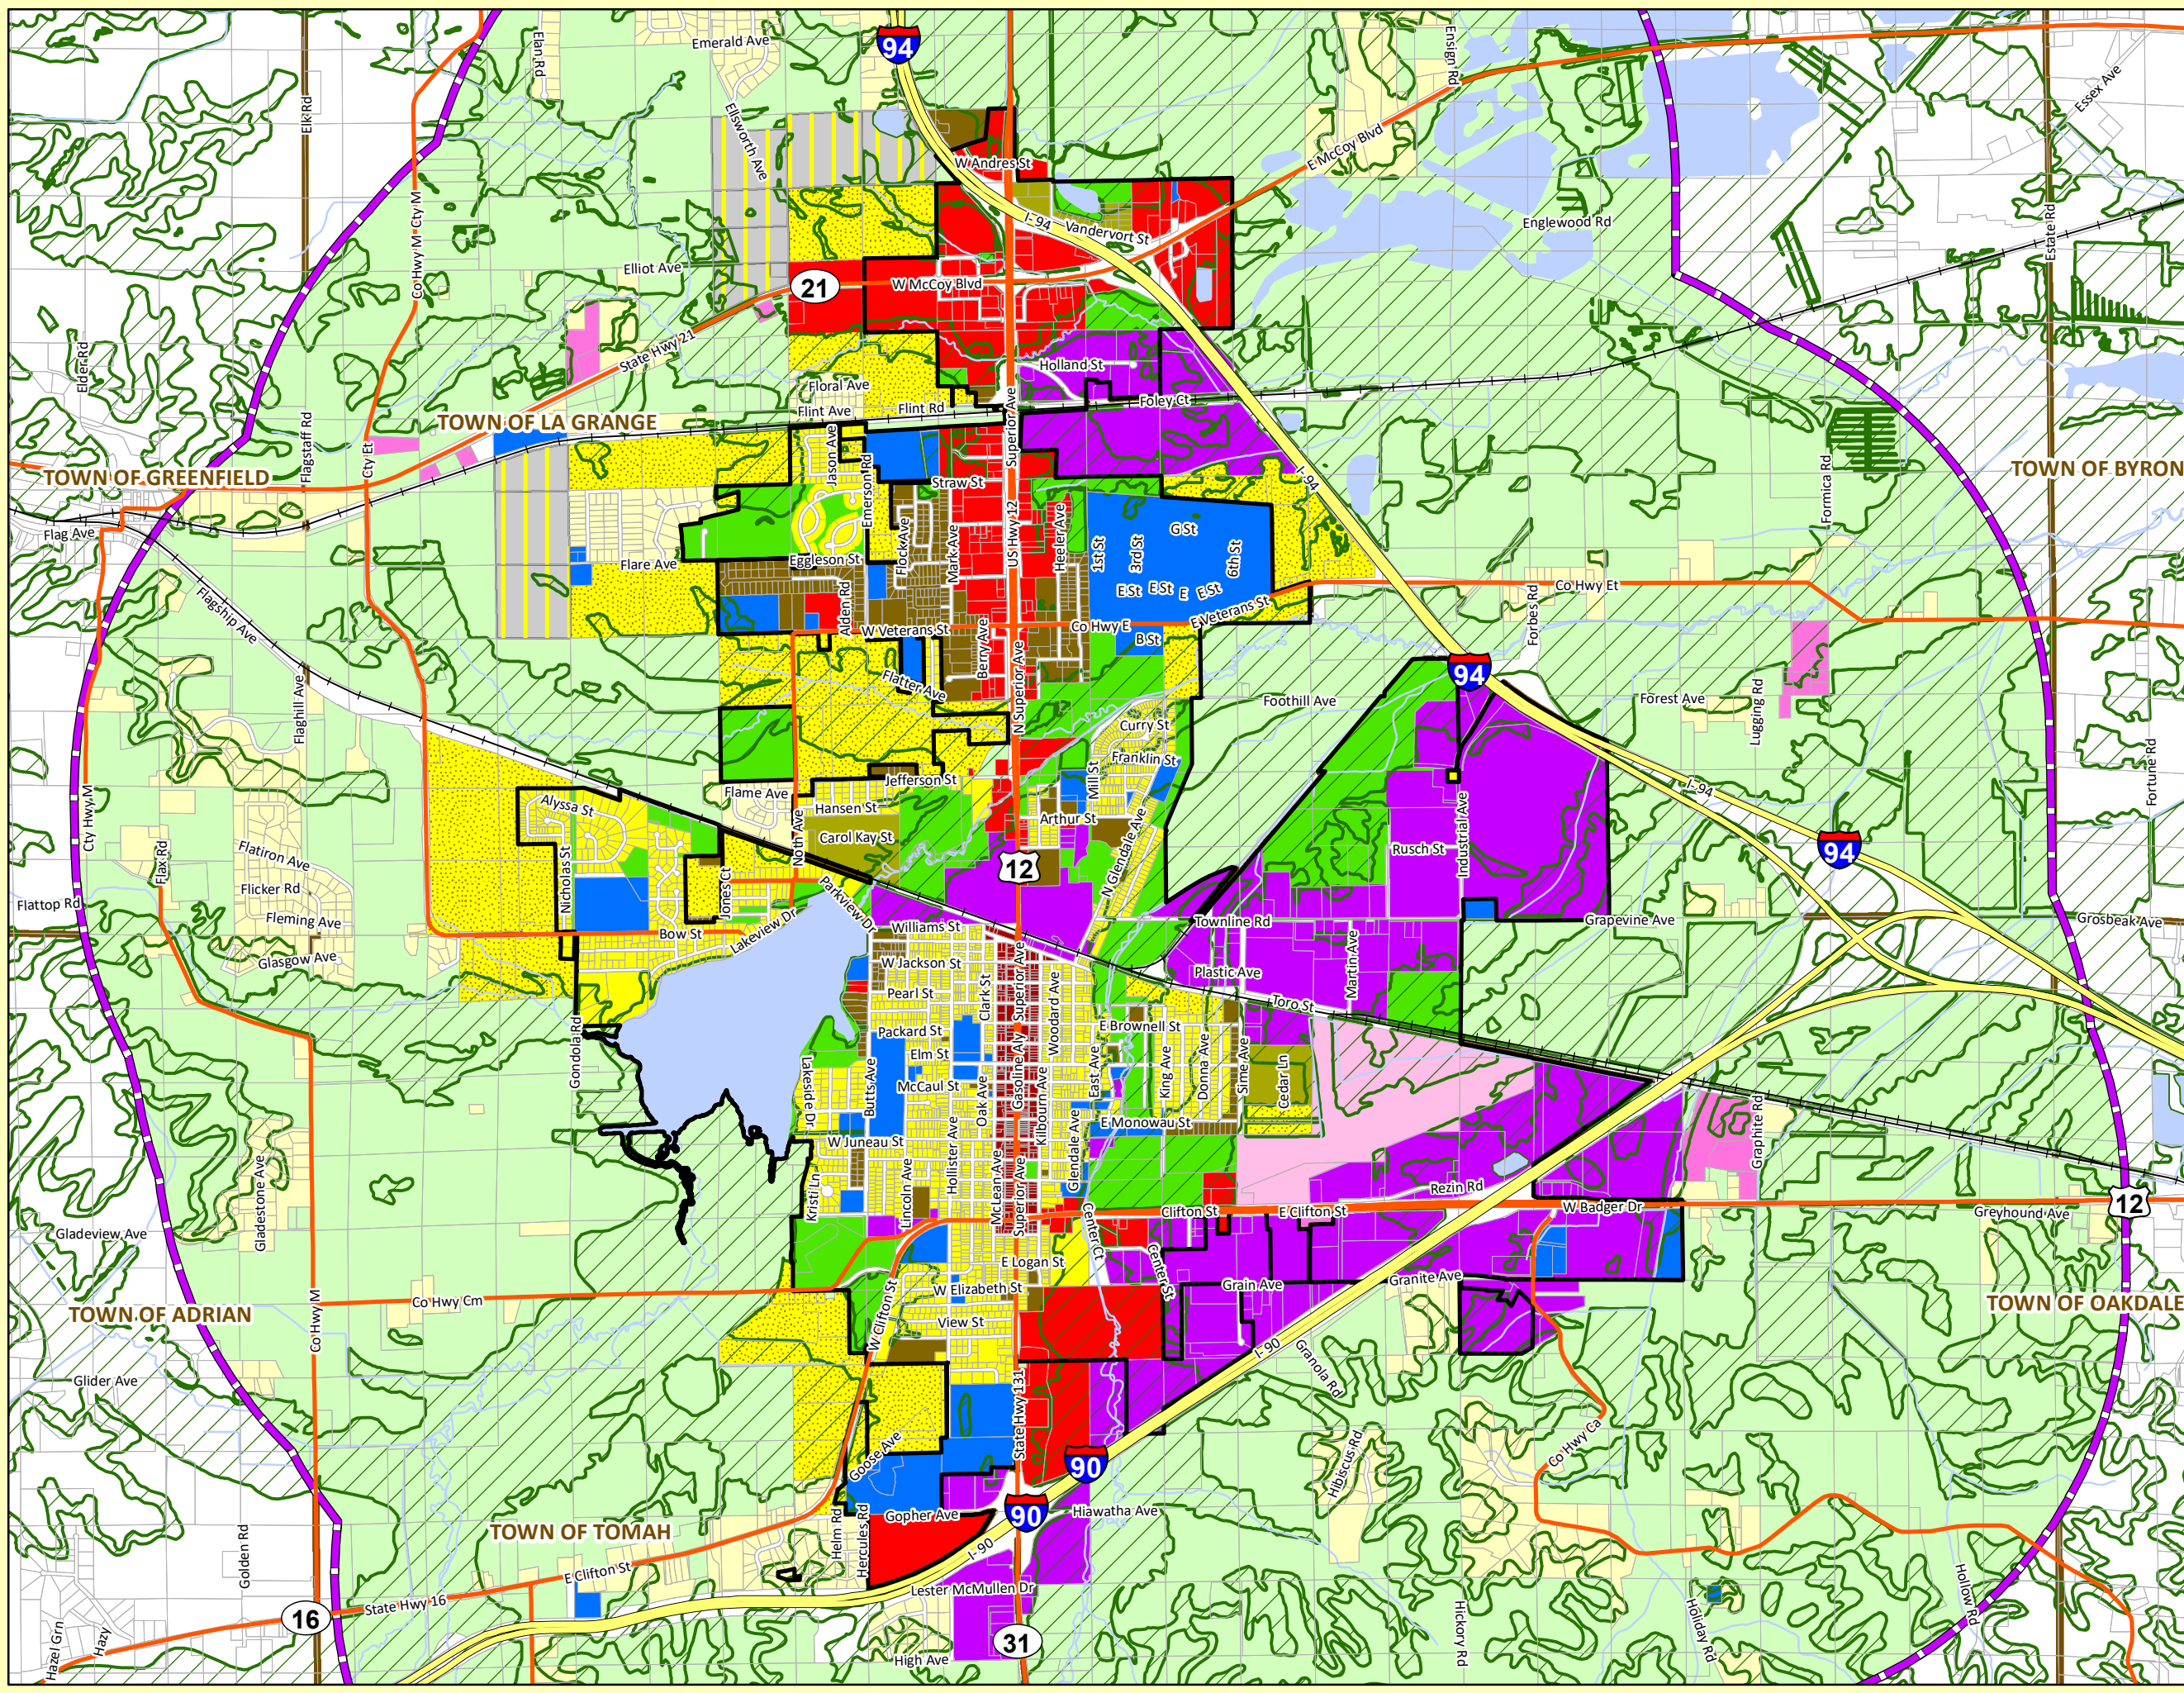 94
Elan Rd
Emerald Ave
Ensign Rd
Essex Ave
Elk Rd
Ellsworth Ave
W Andres St
E McCoy Blvd
Co Hwy M
Cty M
I-94
Vandervort St
Englewood Rd
Estate Rd
Elliot Ave
21
W McCoy Blvd
State Hwy 21
Elder Rd
Holland St
Floral Ave
Flint Ave
Flint Rd
Foley Ct
Superior Ave
TOWN OF LA GRANGE
Flagstaff Rd
Cty Et
TOWN OF GREENFIELD
TOWN OF BYRON
Jason Ave
Emerson Rd
Straw St
I-94
Formica Rd
Flag Ave
Flock Ave
Mark Ave
US Hwy 12
Heeler Ave
1st St
3rd St
G St
6th St
Flare Ave
Eggleson St
E St
E St
E
E St
Co Hwy Et
Flagship Ave
Alden Rd
W Veterans St
Berry Ave
Co Hwy E
E Veterans St
B St
Forbes Rd
94
Flaghill Ave
Flatter Ave
N Superior Ave
Foothill Ave
Forest Ave
Lugging Rd
Curry St
Franklin St
Fortune Rd
Jefferson St
Mill St
Flame Ave
Hansen St
I-94
Alyssa St
Noth Ave
Carol Kay St
Arthur St
Cty Hwy M
Flax Rd
Flatiron Ave
Nicholas St
Jones Ct
12
N Glendale Ave
Rusch St
Industrial Ave
94
Flicker Rd
Flattop Rd
Fleming Ave
Parkview Dr
Lakeview Dr
Bow St
Williams St
Townline Rd
Grapevine Ave
Grosbeak Ave
Glasgow Ave
W Jackson St
Clark St
Superior Ave
Woodard Ave
Plastic Ave
Martin Ave
Pearl St
Toro St
Gondola Rd
Packard St
E Brownell St
Elm St
Lakeside Dr
Butts Ave
McCaul St
Oak Ave
Gasoline Aly
Kilbourn Ave
East Ave
King Ave
Donna Ave
Sime Ave
Cedar Ln
Graphite Rd
W Juneau St
E Monowau St
Gladestone Ave
Kristi Ln
Lincoln Ave
Hollister Ave
McLean Ave
Superior Ave
Glendale Ave
Rezin Rd
12
Gladeview Ave
Clifton St
E Clifton St
W Badger Dr
Greyhound Ave
Center Ct
Center St
E Logan St
Grain Ave
Granite Ave
TOWN OF ADRIAN
Co Hwy M
Co Hwy Cm
W Elizabeth St
TOWN OF OAKDALE
W Clifton St
View St
I-90
Granola Rd
Glider Ave
State Hwy 131
Goose Ave
Hibiscus Rd
Co Hwy Ca
90
90
Gopher Ave
Hiawatha Ave
TOWN OF TOMAH
Helm Rd
Hercules Rd
I-90
Golden Rd
E Clifton St
Lester McMullen Dr
Hollow Rd
State Hwy 16
16
Hazel Grn
Hazy
31
High Ave
Hickory Rd
Holiday Rd